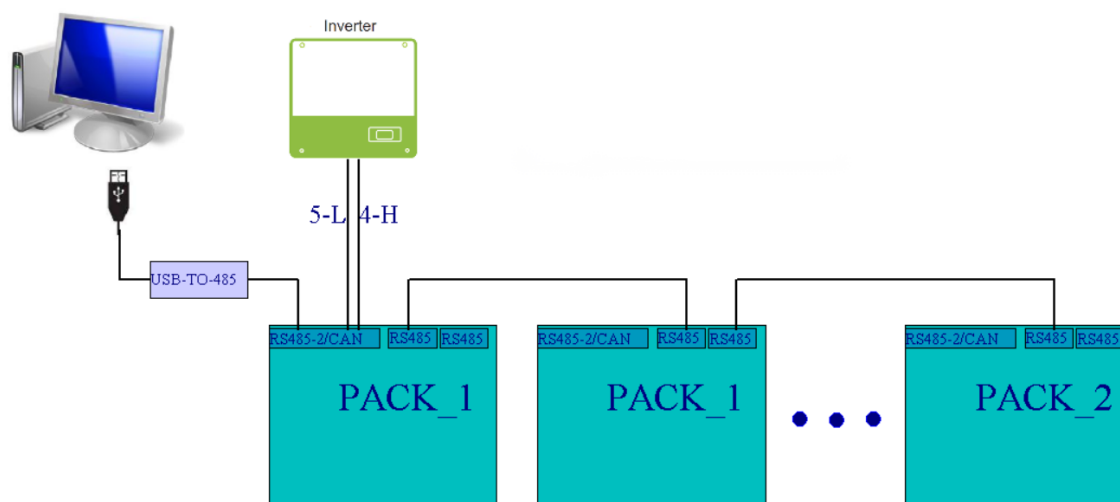 Inverter
5-L 4-H
USB-TO-485
RS485-2/CAN RS485 RS485
RS485-2/CAN RS485 RS485
RS485-2/CAN RS485 RS485
PACK_1
PACK_1
PACK_2